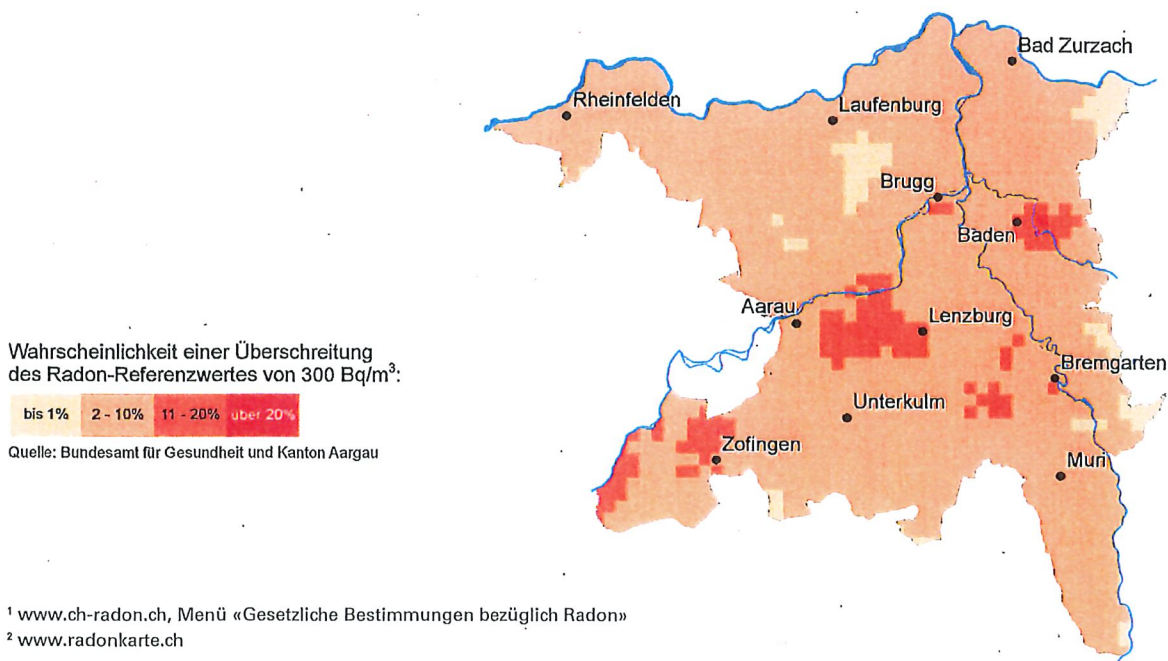 Bad Zurzach
Rheinfelden
Laufenburg
Brugg
Baden
Aarau
Lenzburg
Wahrscheinlichkeit einer Überschreitung
des Radon-Referenzwertes von 300 Bq/m³:
Bremgarten
bis 1% 2 - 10% 11 - 20% über 20%
Unterkulm
Quelle: Bundesamt für Gesundheit und Kanton Aargau
Zofingen
Muri
¹ www.ch-radon.ch, Menü «Gesetzliche Bestimmungen bezüglich Radon»
² www.radonkarte.ch